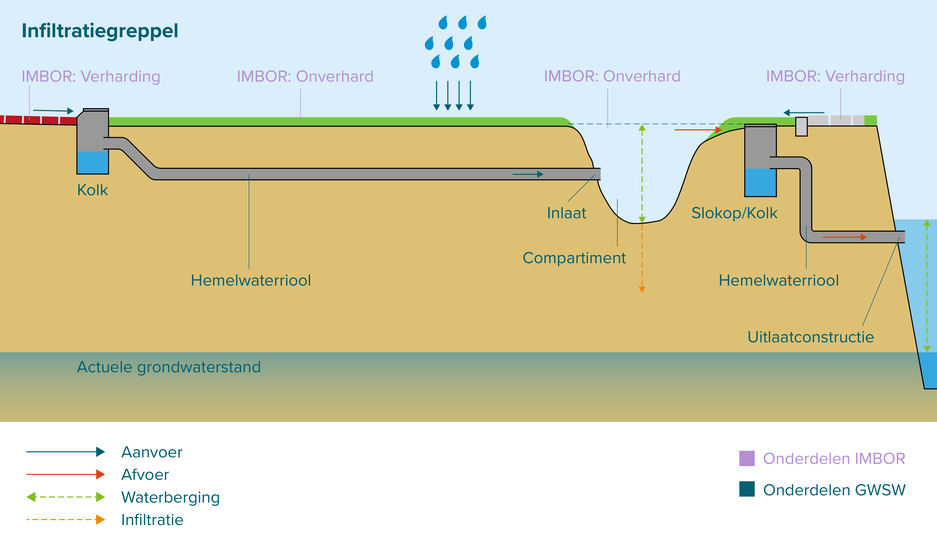 Infiltratiegreppel
IMBOR: Verharding
IMBOR: Onverhard
IMBOR: Onverhard
IMBOR: Verharding
Kolk
Inlaat
Slokop/Kolk
Compartiment
Hemelwaterriool
Hemelwaterriool
Uitlaatconstructie
Actuele grondwaterstand
Aanvoer
Afvoer
Waterberging
Infiltratie
Onderdelen IMBOR
Onderdelen GWSW